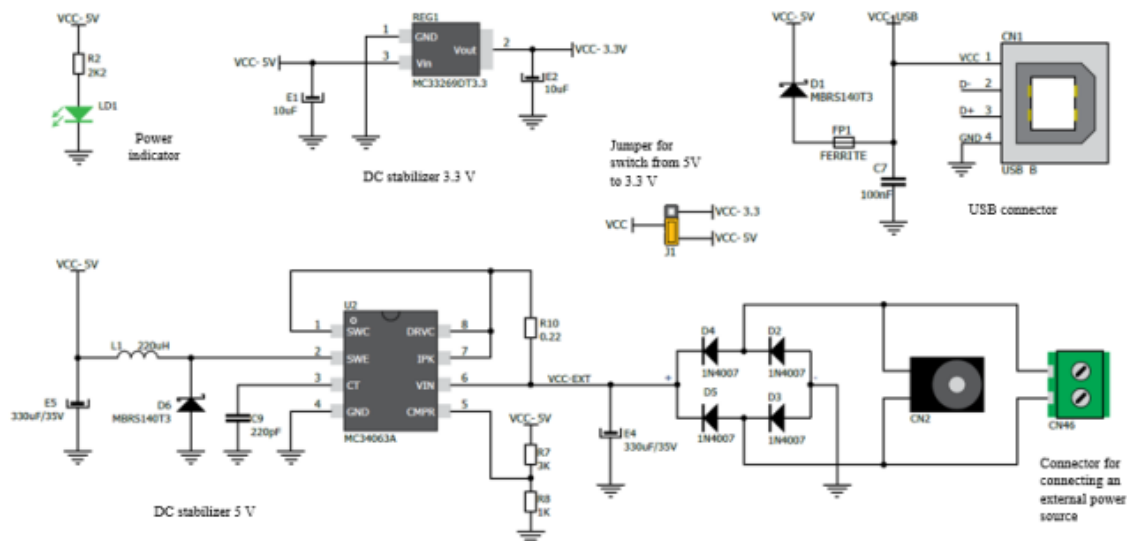 VCC-5V
R2
2K2
LD1
Power
indicator
REG1
1
GND
Vout
2
VCC-3.3V
VCC-5V
3
Vin
MC33269DT3.3
E1
10uF
E2
10uF
DC stabilizer 3.3 V
VCC-5V
VCC-USB
D1
MBRS140T3
FP1
FERRITE
C7
100nF
CN1
VCC 1
D- 2
D+ 3
GND 4
USB B
USB connector
Jumper for
switch from 5V
to 3.3 V
VCC
VCC-3.3
VCC-5V
J1
VCC-5V
L1 220uH
E5
330uF/35V
D6
MBRS140T3
C9
220pF
U2
1 SWC DRVC 8
2 SWE IPK 7
3 CT VIN 6
4 GND CMPR 5
MC34063A
R10
0.22
VCC-EXT
VCC-5V
R7
3K
R8
1K
E4
330uF/35V
DC stabilizer 5 V
+
-
D4
1N4007
D2
1N4007
D5
1N4007
D3
1N4007
CN2
CN46
Connector for
connecting an
external power
source